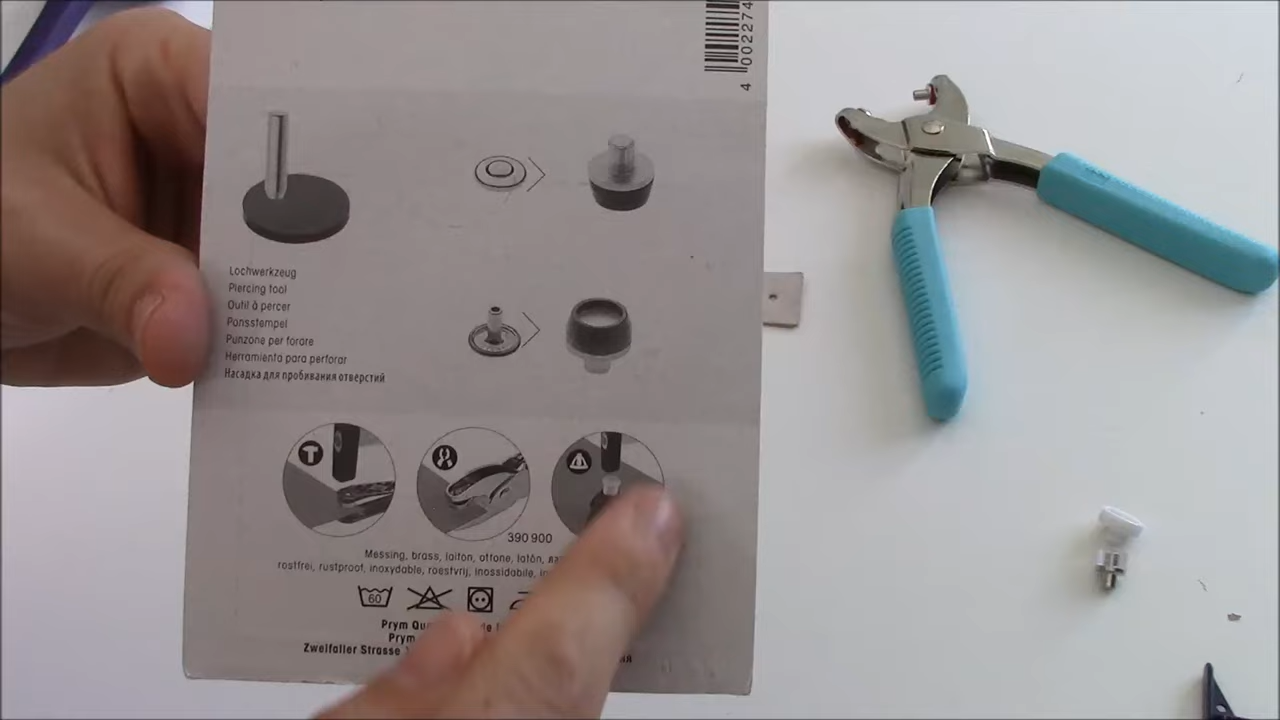 4 002274
Lochwerkzeug
Piercing tool
Outil à percer
Ponsstempel
Punzone per forare
Herramienta para perforar
Насадка для пробивания отверстий
390 900
Messing, brass, laiton, ottone, latón,
rostfrei, rustproof, inoxydable, roestvrij, inossidabile,
60
Prym
Prym
Zweifaller Strasse